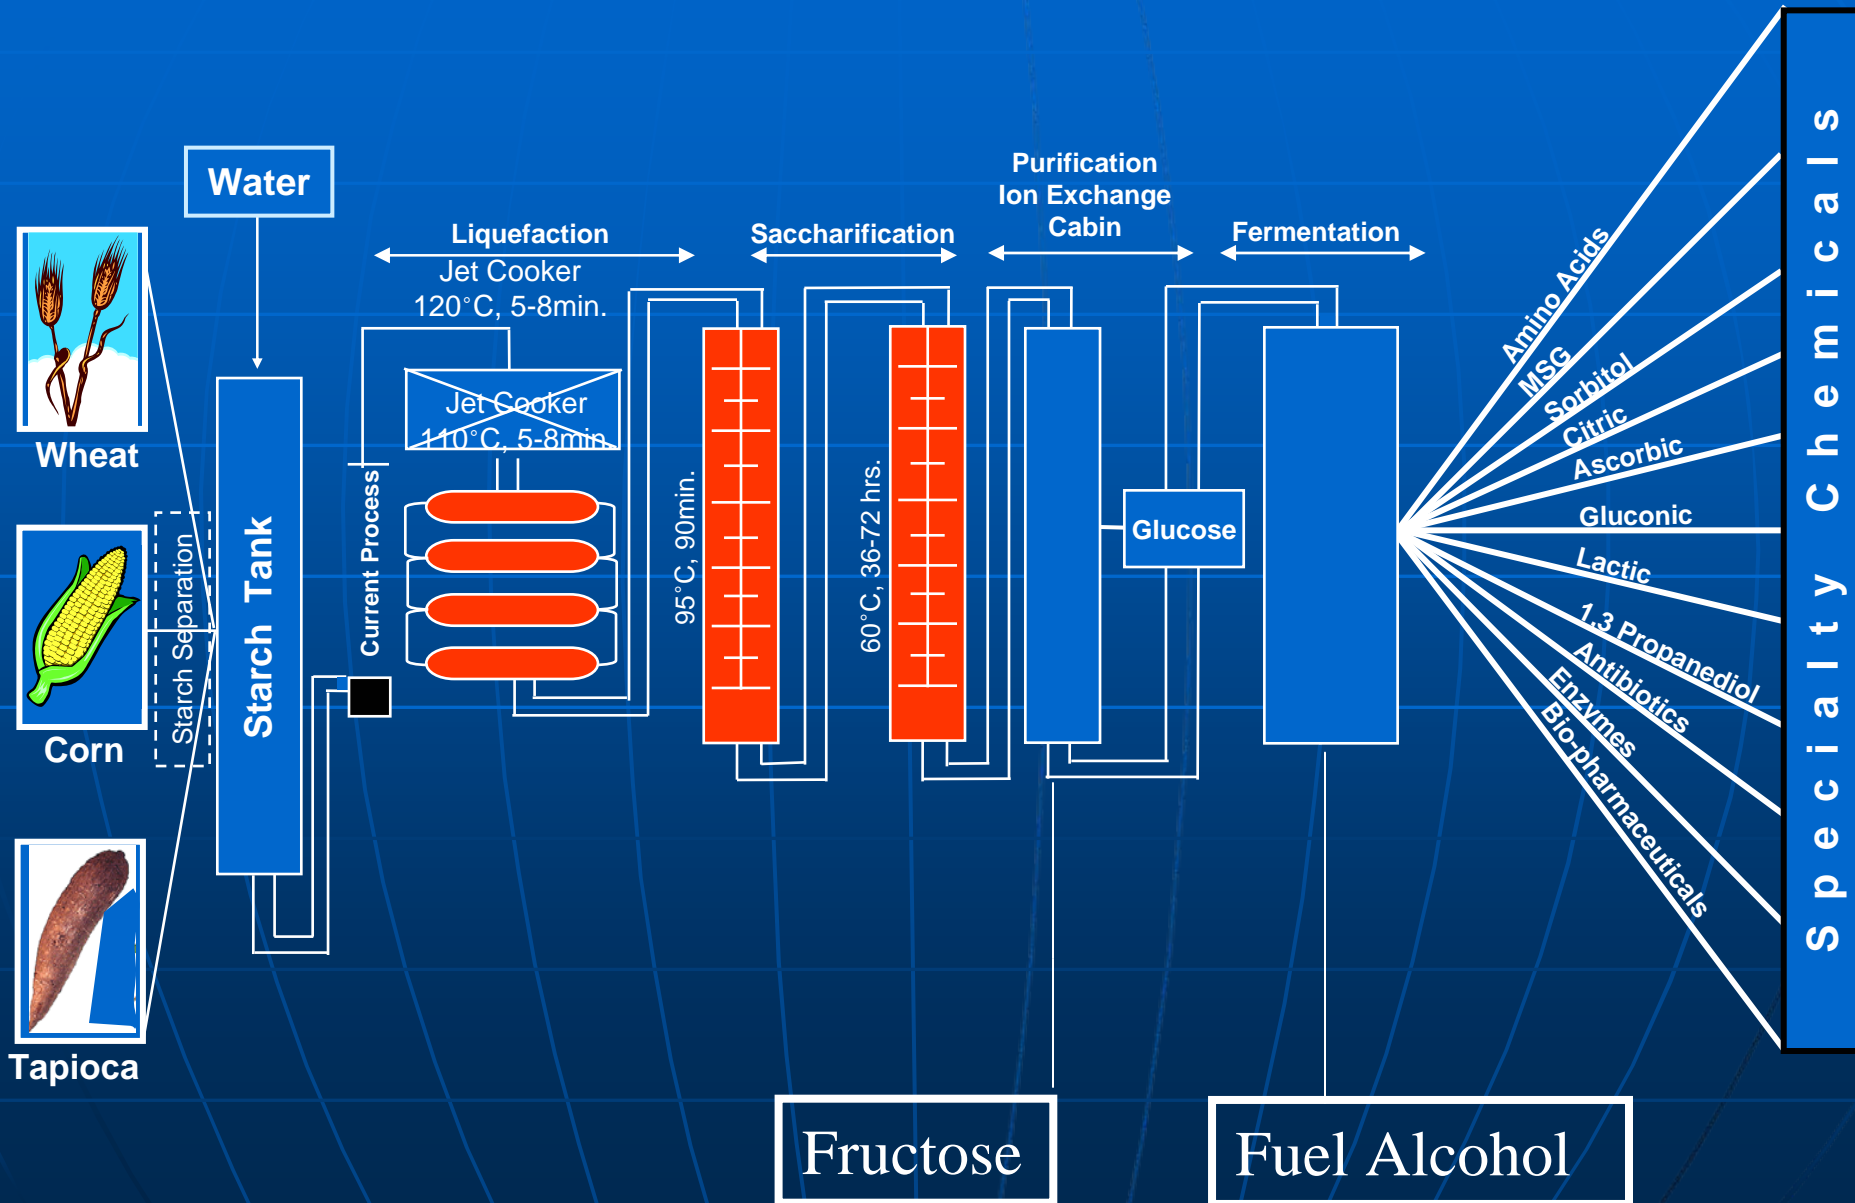 Water
Wheat
Corn
Tapioca
Starch Separation
Starch Tank
Current Process
Liquefaction
Jet Cooker
120°C, 5-8min.
Jet Cooker
110°C, 5-8min.
95°C, 90min.
Saccharification
60°C, 36-72 hrs.
Purification
Ion Exchange
Cabin
Glucose
Fermentation
Amino Acids
MSG
Sorbitol
Citric
Ascorbic
Gluconic
Lactic
1,3 Propanediol
Antibiotics
Enzymes
Bio-pharmaceuticals
Specialty Chemicals
Fructose
Fuel Alcohol